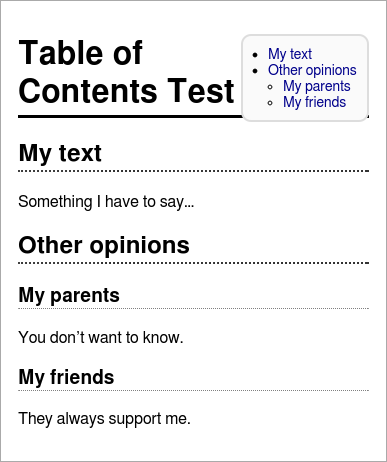 Table of
Contents Test
My text
Other opinions
My parents
My friends
My text
Something I have to say…
Other opinions
My parents
You don’t want to know.
My friends
They always support me.